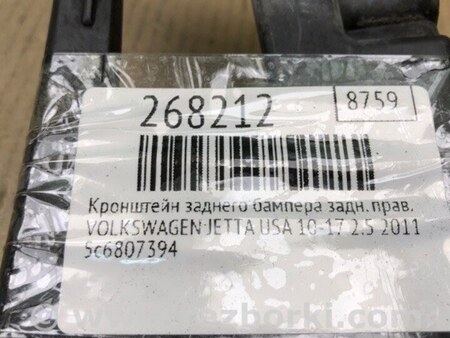 268212
8759
Кронштейн заднего бампера задн. прав.
VOLKSWAGEN JETTA USA 10-17 2.5 2011
5c6807394